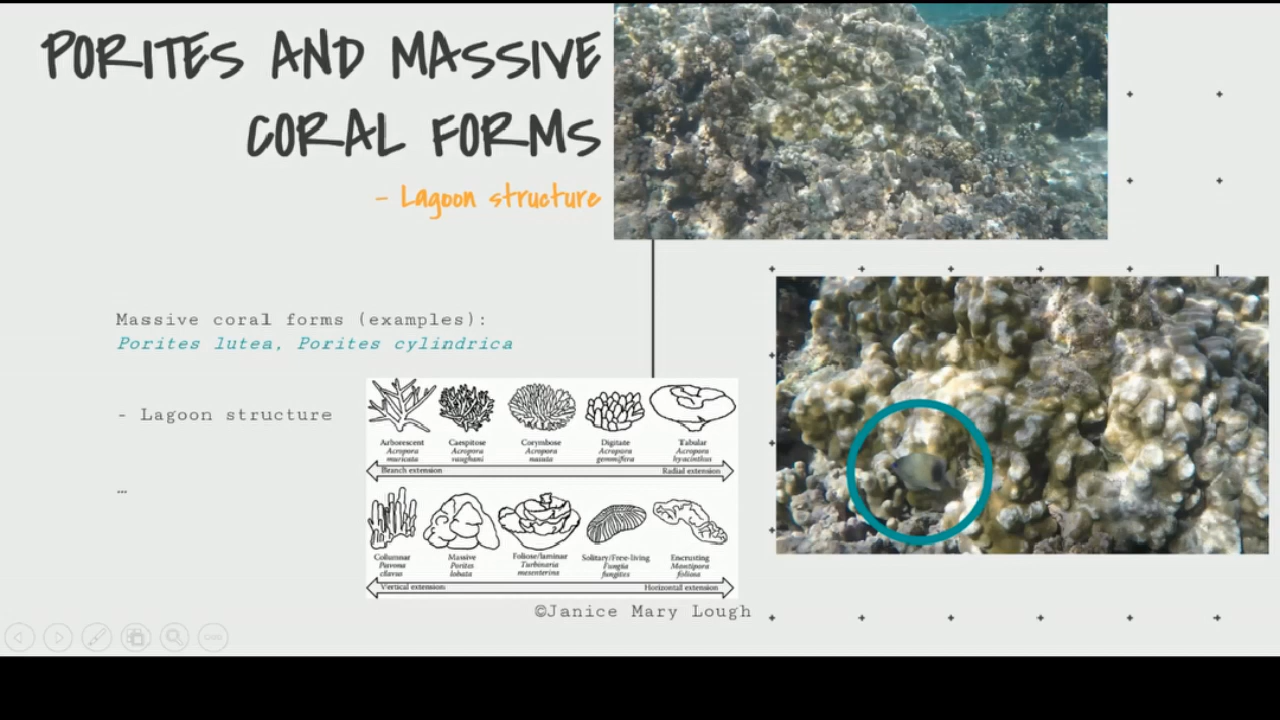 PORITES AND MASSIVE
CORAL FORMS
- Lagoon structure
Massive coral forms (examples):
Porites lutea, Porites cylindrica
- Lagoon structure
…
Arborescent Caespitose Corymbose Digitate Tabular
Acropora Acropora Acropora Acropora Acropora
muricata vaughani nasuta gemmifera hyacinthus
Branch extension Radial extension
Columnar Massive Foliose/laminar Solitary/Free-living Encrusting
Pavona Porites Turbinaria Fungia Montipora
clavus lobata mesenterina fungites foliosa
Vertical extension Horizontal extension
©Janice Mary Lough